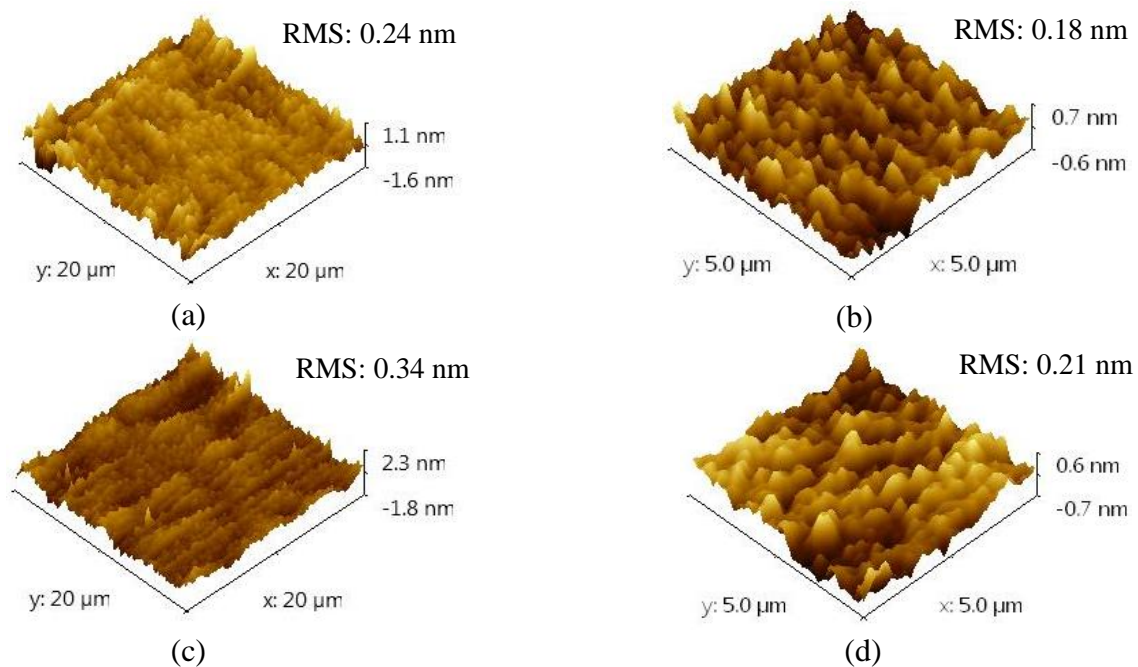 RMS: 0.24 nm
1.1 nm
-1.6 nm
y: 20 µm
x: 20 µm
(a)
RMS: 0.18 nm
0.7 nm
-0.6 nm
y: 5.0 µm
x: 5.0 µm
(b)
RMS: 0.34 nm
2.3 nm
-1.8 nm
y: 20 µm
x: 20 µm
(c)
RMS: 0.21 nm
0.6 nm
-0.7 nm
y: 5.0 µm
x: 5.0 µm
(d)